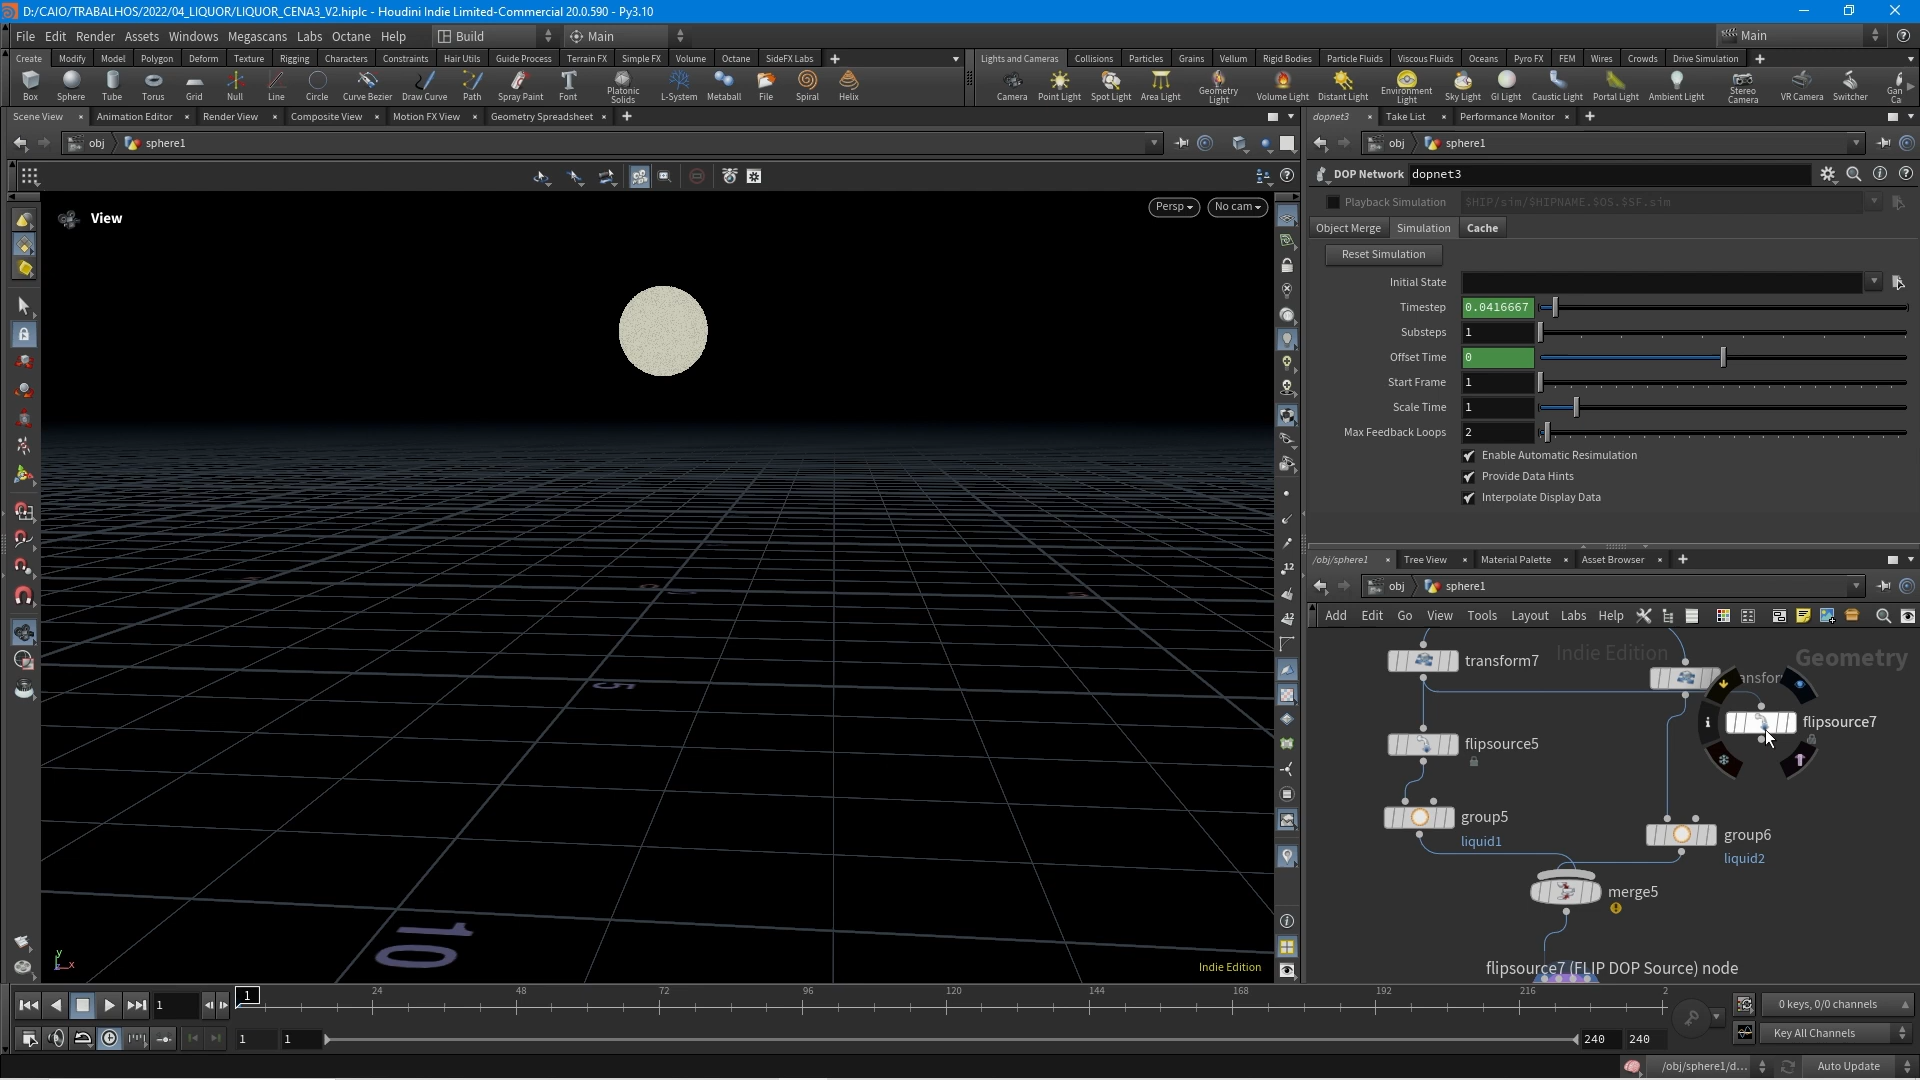 D:/CAIO/TRABALHOS/2022/04_LIQUOR/LIQUOR_CENA3_V2.hiplc - Houdini Indie Limited-Commercial 20.0.590 - Py3.10
File Edit Render Assets Windows Megascans Labs Octane Help Build Main Main
Create Modify Model Polygon Deform Texture Rigging Characters Constraints Hair Utils Guide Process Terrain FX Simple FX Volume Octane SideFX Labs
Lights and Cameras Collisions Particles Grains Vellum Rigid Bodies Particle Fluids Viscous Fluids Oceans Pyro FX FEM Wires Crowds Drive Simulation
Box Sphere Tube Torus Grid Null Line Circle Curve Bezier Draw Curve Path Spray Paint Font Platonic Solids L-System Metaball File Spiral Helix
Camera Point Light Spot Light Area Light Geometry Light Volume Light Distant Light Environment Light Sky Light GI Light Caustic Light Portal Light Ambient Light Stereo Camera VR Camera Switcher Gan Ca
Scene View Animation Editor Render View Composite View Motion FX View Geometry Spreadsheet
dopnet3 Take List Performance Monitor
obj sphere1
obj sphere1
DOP Network dopnet3
Playback Simulation $HIP/sim/$HIPNAME.$OS.$SF.sim
View
Persp No cam
Object Merge Simulation Cache
Reset Simulation
Initial State
Timestep 0.0416667
Substeps 1
Offset Time 0
Start Frame 1
Scale Time 1
Max Feedback Loops 2
Enable Automatic Resimulation
Provide Data Hints
Interpolate Display Data
/obj/sphere1 Tree View Material Palette Asset Browser
obj sphere1
Add Edit Go View Tools Layout Labs Help
Indie Edition Geometry
transform7
ansfor
flipsource7
flipsource5
group5
liquid1
group6
liquid2
merge5
flipsource7 (FLIP DOP Source) node
5
10
y
x
Indie Edition
12
42
1 1 24 48 72 96 120 144 168 192 216 2
0 keys, 0/0 channels
1 1 240 240
Key All Channels
/obj/sphere1/d... Auto Update